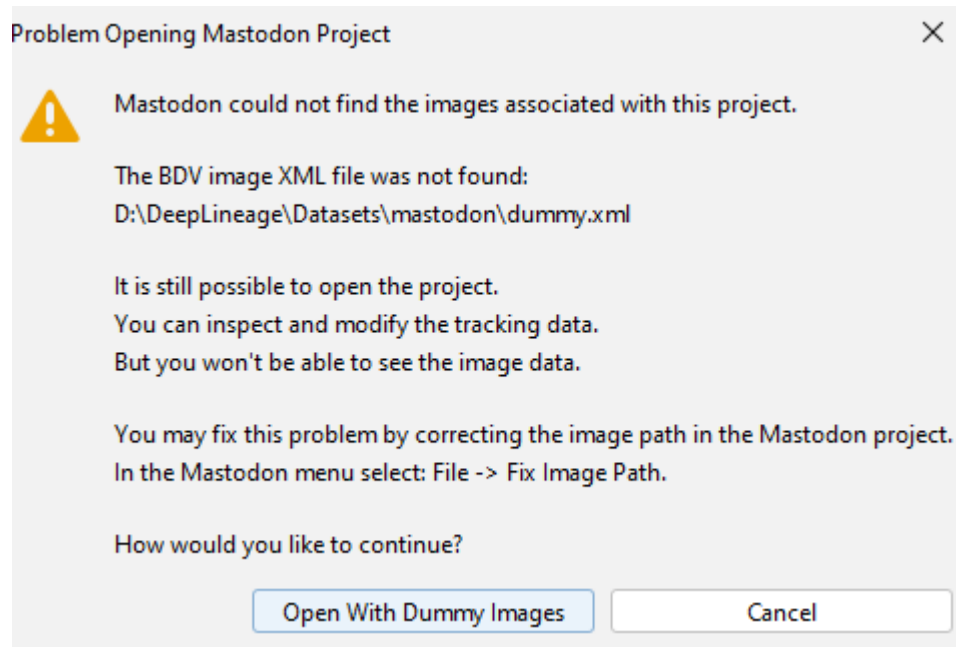 Problem Opening Mastodon Project
Mastodon could not find the images associated with this project.
The BDV image XML file was not found:
D:\DeepLineage\Datasets\mastodon\dummy.xml
It is still possible to open the project.
You can inspect and modify the tracking data.
But you won't be able to see the image data.
You may fix this problem by correcting the image path in the Mastodon project.
In the Mastodon menu select: File -> Fix Image Path.
How would you like to continue?
Open With Dummy Images
Cancel